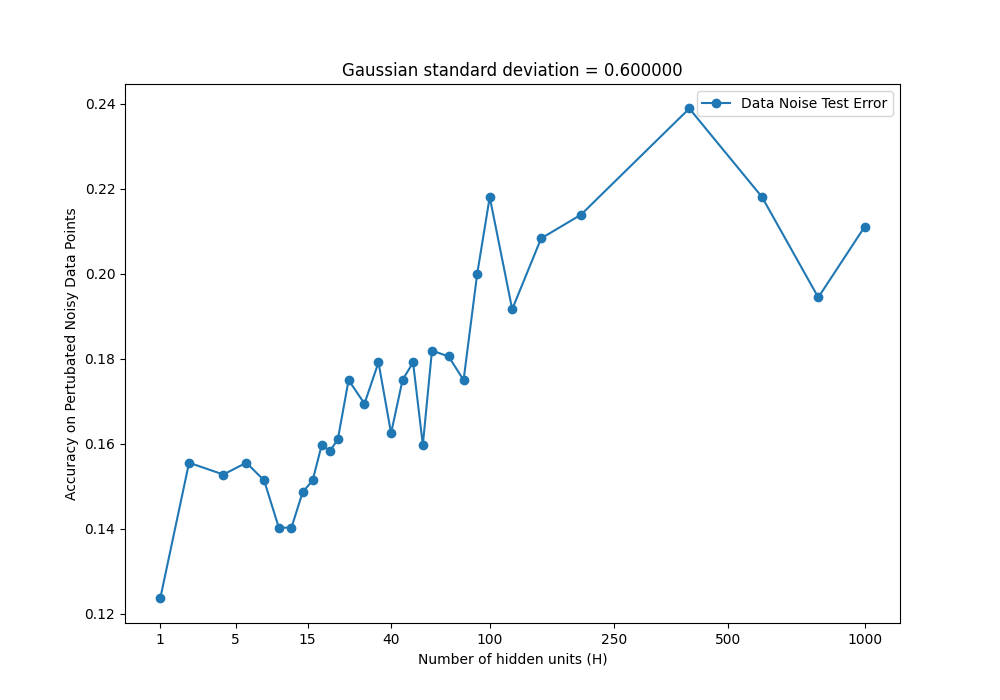 Gaussian standard deviation = 0.600000
Data Noise Test Error
0.24
0.22
0.20
0.18
0.16
0.14
0.12
Accuracy on Pertubated Noisy Data Points
1 5 15 40 100 250 500 1000
Number of hidden units (H)